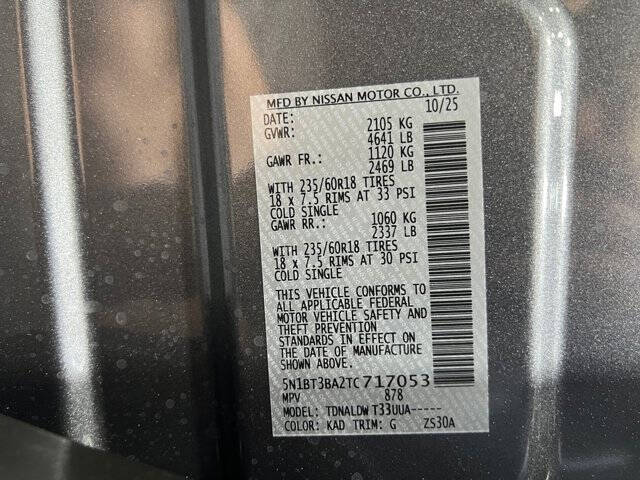 MFD BY NISSAN MOTOR CO., LTD.
DATE: 10/25
GVWR: 2105 KG
4641 LB
GAWR FR.: 1120 KG
2469 LB
WITH 235/60R18 TIRES
18 x 7.5 RIMS AT 33 PSI
COLD SINGLE
GAWR RR.: 1060 KG
2337 LB
WITH 235/60R18 TIRES
18 x 7.5 RIMS AT 30 PSI
COLD SINGLE
THIS VEHICLE CONFORMS TO
ALL APPLICABLE FEDERAL
MOTOR VEHICLE SAFETY AND
THEFT PREVENTION
STANDARDS IN EFFECT ON
THE DATE OF MANUFACTURE
SHOWN ABOVE.
5N1BT3BA2TC717053
MPV 878
MODEL: TDNALDW T33UUA-----
COLOR: KAD TRIM: G ZS30A